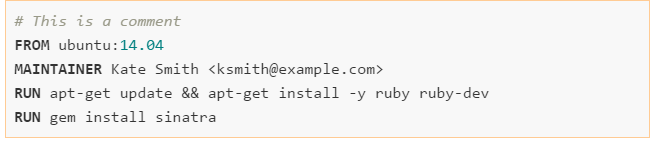 # This is a comment
FROM ubuntu:14.04
MAINTAINER Kate Smith <ksmith@example.com>
RUN apt-get update && apt-get install -y ruby ruby-dev
RUN gem install sinatra